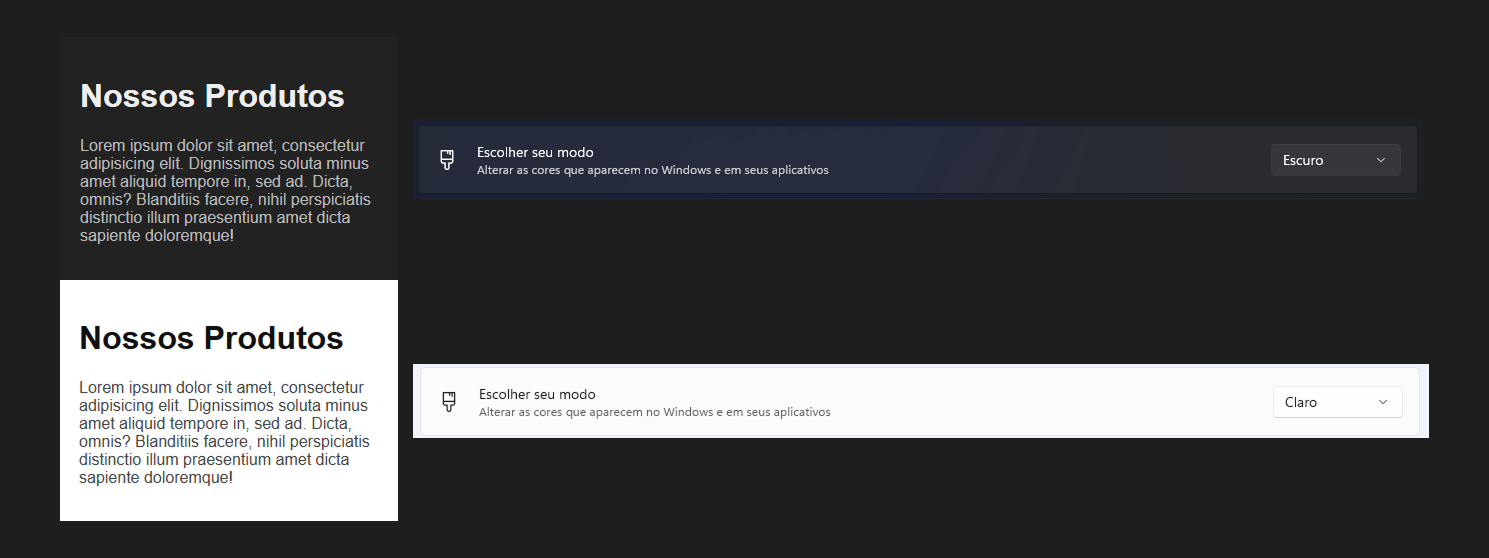 Nossos Produtos
Lorem ipsum dolor sit amet, consectetur
adipisicing elit. Dignissimos soluta minus
amet aliquid tempore in, sed ad. Dicta,
omnis? Blanditiis facere, nihil perspiciatis
distinctio illum praesentium amet dicta
sapiente doloremque!
Escolher seu modo
Alterar as cores que aparecem no Windows e em seus aplicativos
Escuro
Nossos Produtos
Lorem ipsum dolor sit amet, consectetur
adipisicing elit. Dignissimos soluta minus
amet aliquid tempore in, sed ad. Dicta,
omnis? Blanditiis facere, nihil perspiciatis
distinctio illum praesentium amet dicta
sapiente doloremque!
Escolher seu modo
Alterar as cores que aparecem no Windows e em seus aplicativos
Claro